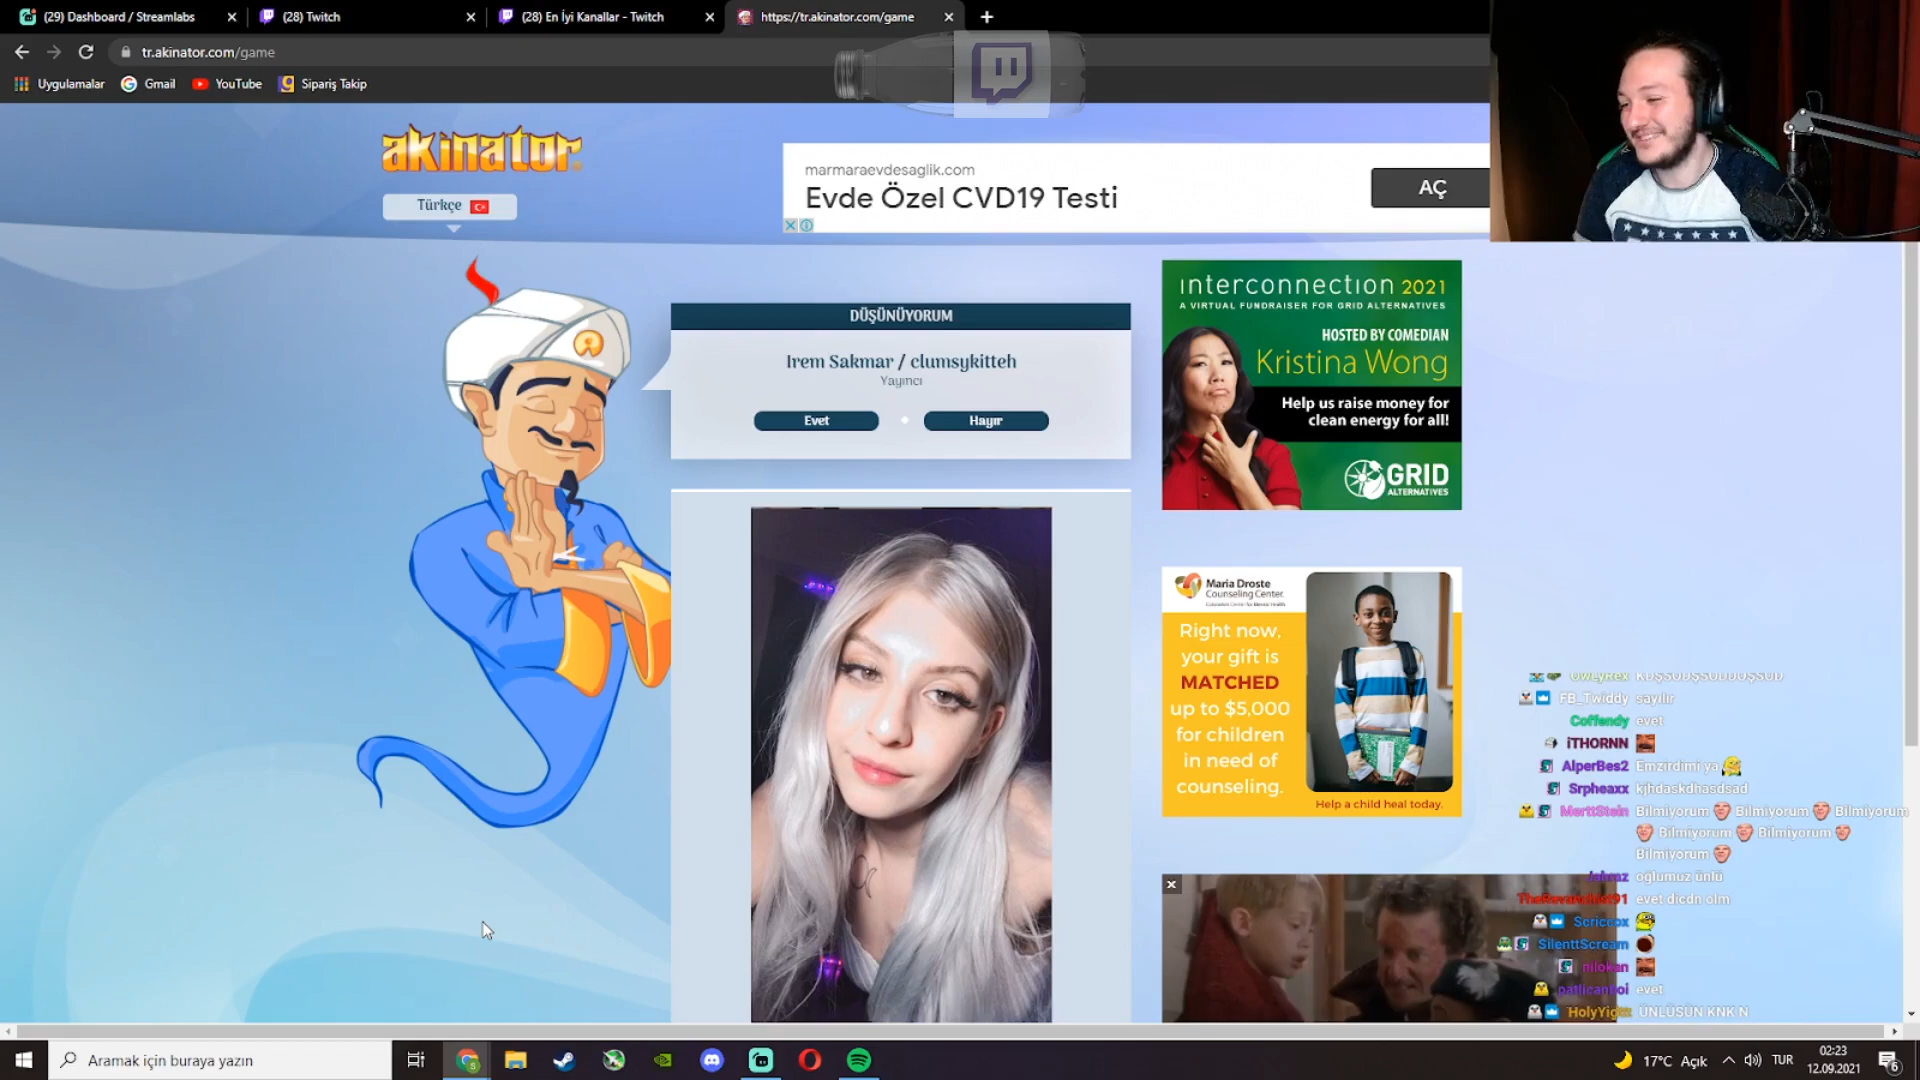 (29) Dashboard / Streamlabs
(28) Twitch
(28) En İyi Kanallar - Twitch
https://tr.akinator.com/game
tr.akinator.com/game
Uygulamalar
Gmail
YouTube
Sipariş Takip
akinator
Türkçe
marmaraevdesaglik.com
Evde Özel CVD19 Testi
AÇ
DÜŞÜNÜYORUM
Irem Sakmar / clumsykitteh
Yayıncı
Evet
Hayır
interconnection 2021
A VIRTUAL FUNDRAISER FOR GRID ALTERNATIVES
HOSTED BY COMEDIAN
Kristina Wong
Help us raise money for
clean energy for all!
GRID
ALTERNATIVES
Maria Droste
Counseling Center.
Right now,
your gift is
MATCHED
up to $5,000
for children
in need of
counseling.
Help a child heal today.
OwLyRex
FB_Twiddy sayılır
Coffendy evet
iTHORNN
AlperBes2 Emzirdimi ya
Srpheaxx kjhdaskdhasdsad
MerttStein Bilmiyorum Bilmiyorum Bilmiyorum
Bilmiyorum Bilmiyorum
Bilmiyorum
oğlumuz ünlü
evet dicdn olm
Scriccox
SilenttScream
nilokan
evet
ÜNLÜSÜN KNK N
Aramak için buraya yazın
17°C Açık
TUR
02:23
12.09.2021
6